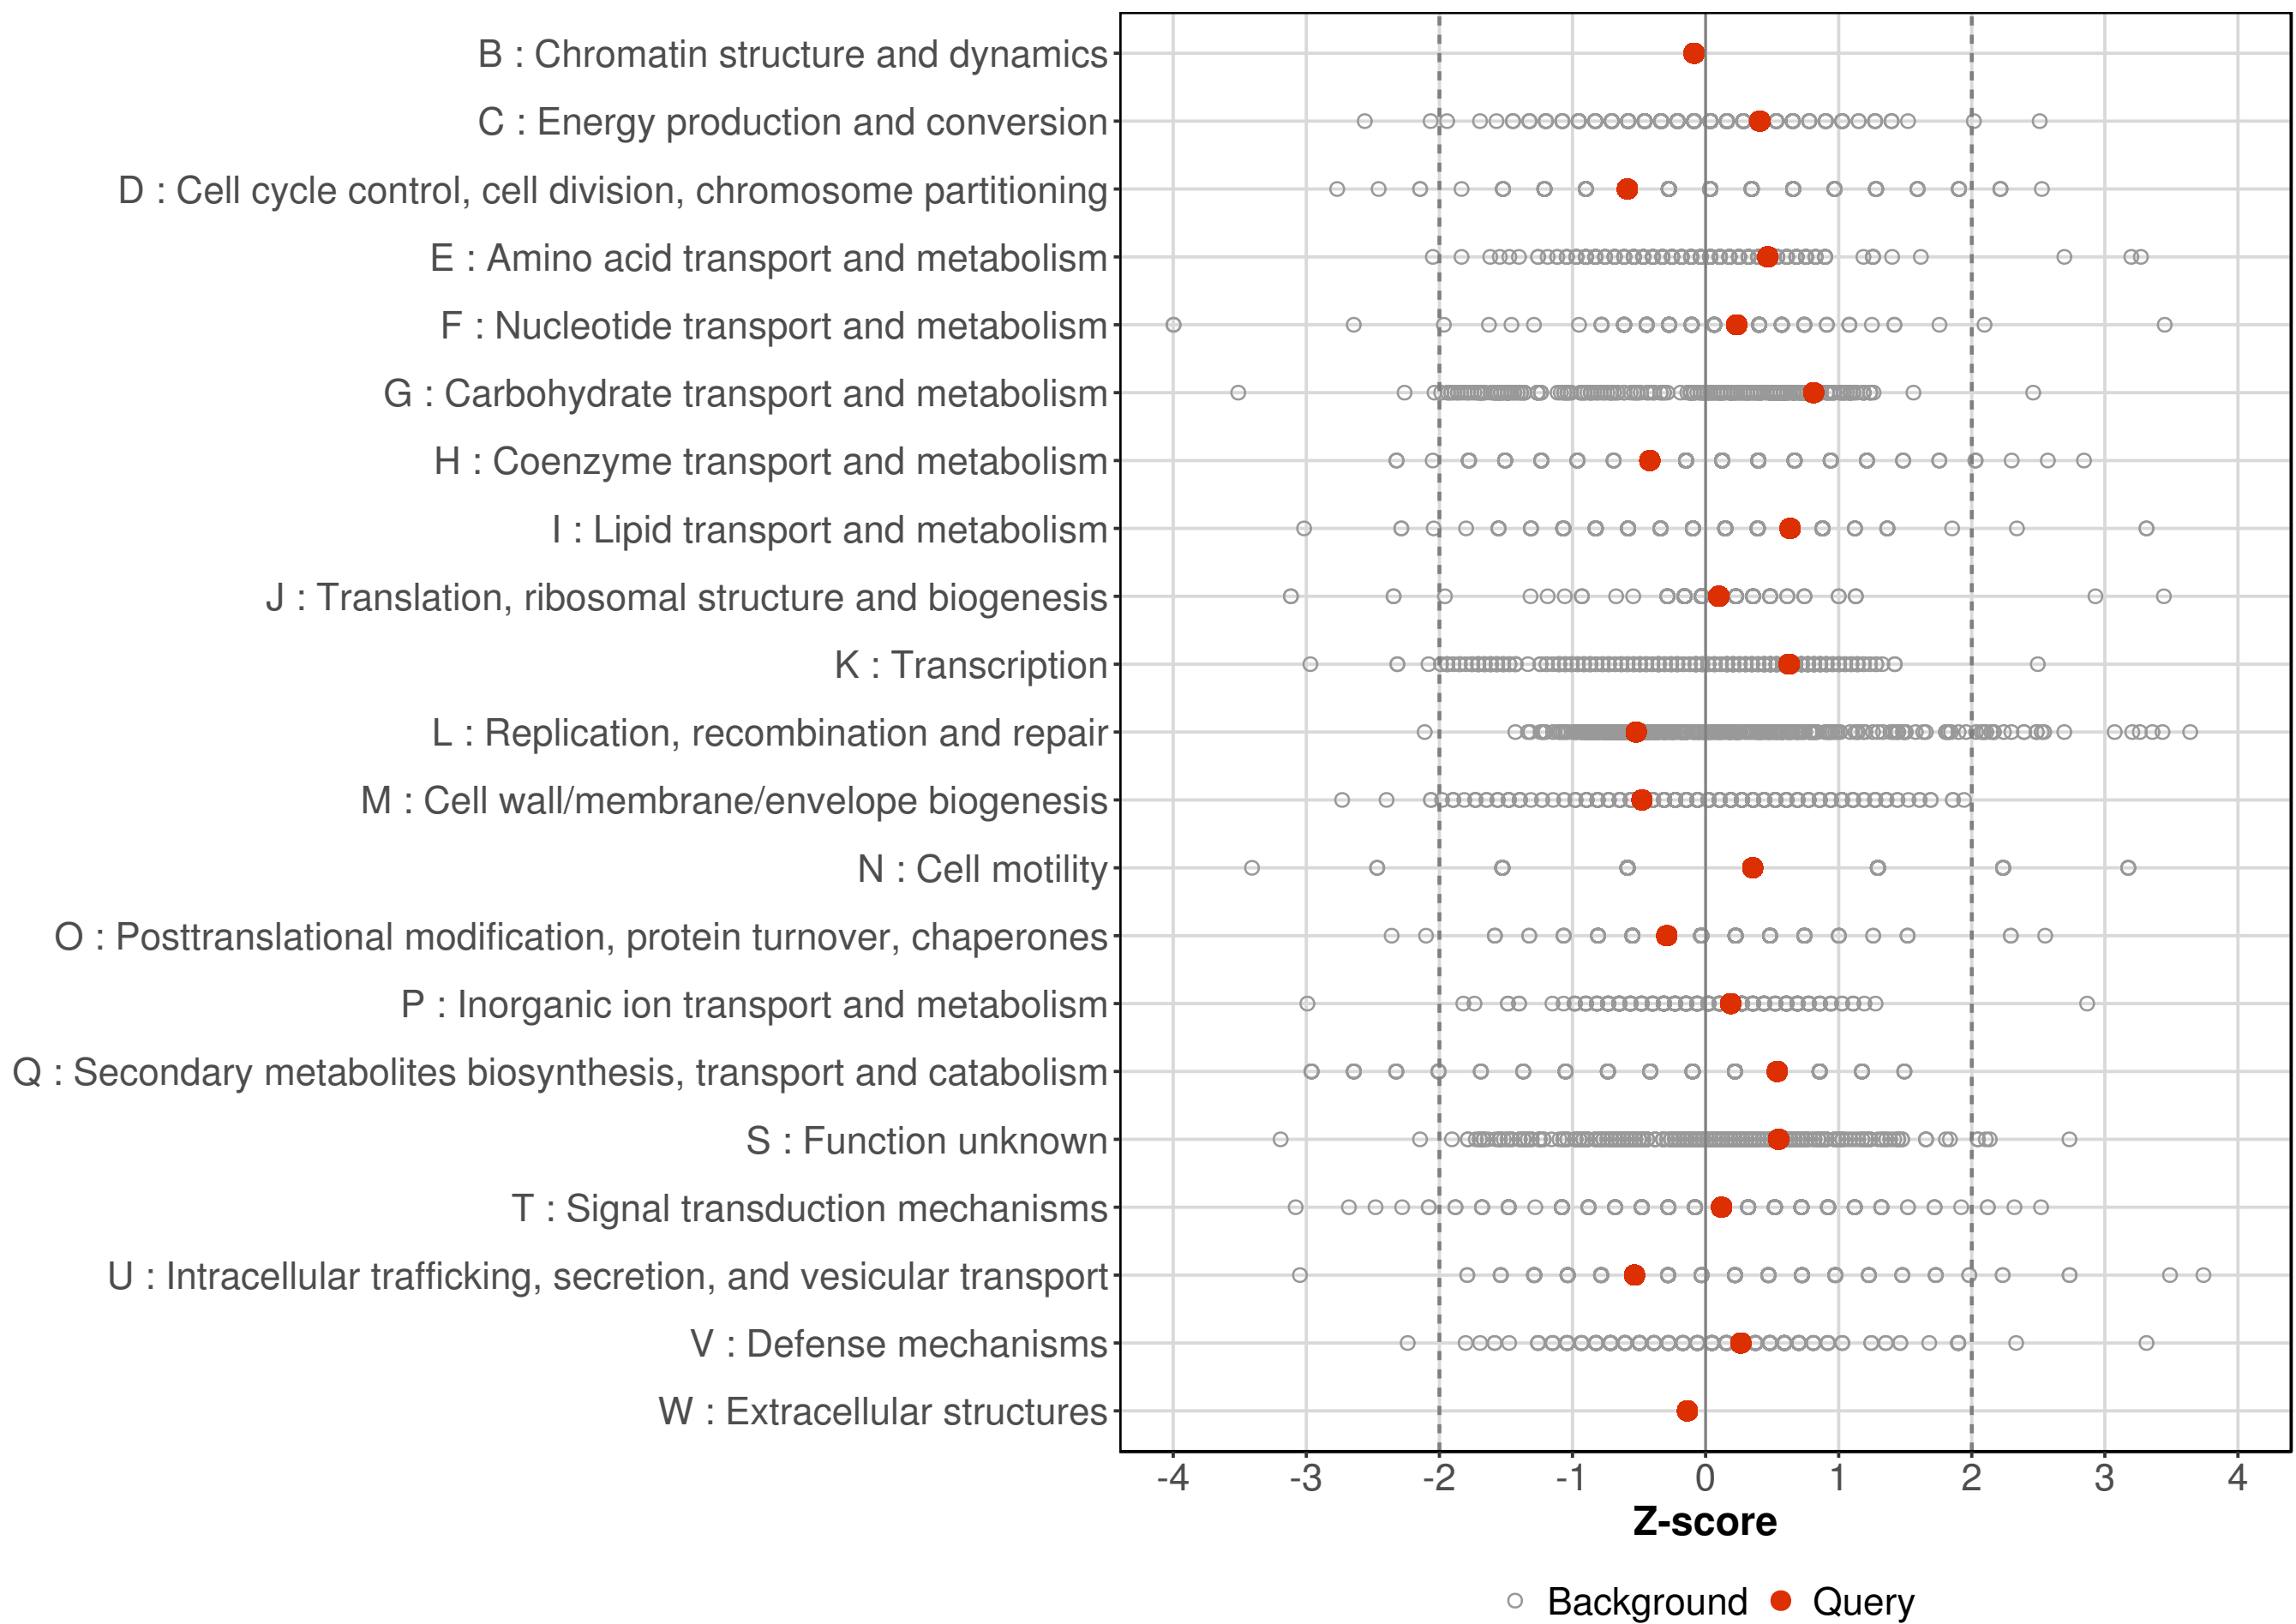 B : Chromatin structure and dynamics
C : Energy production and conversion
D : Cell cycle control, cell division, chromosome partitioning
E : Amino acid transport and metabolism
F : Nucleotide transport and metabolism
G : Carbohydrate transport and metabolism
H : Coenzyme transport and metabolism
I : Lipid transport and metabolism
J : Translation, ribosomal structure and biogenesis
K : Transcription
L : Replication, recombination and repair
M : Cell wall/membrane/envelope biogenesis
N : Cell motility
O : Posttranslational modification, protein turnover, chaperones
P : Inorganic ion transport and metabolism
Q : Secondary metabolites biosynthesis, transport and catabolism
S : Function unknown
T : Signal transduction mechanisms
U : Intracellular trafficking, secretion, and vesicular transport
V : Defense mechanisms
W : Extracellular structures
-4 -3 -2 -1 0 1 2 3 4
Z-score
Background Query